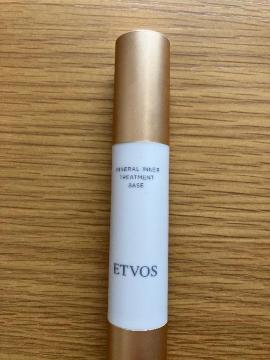 MINERAL INNER
TREATMENT
BASE
ETVOS